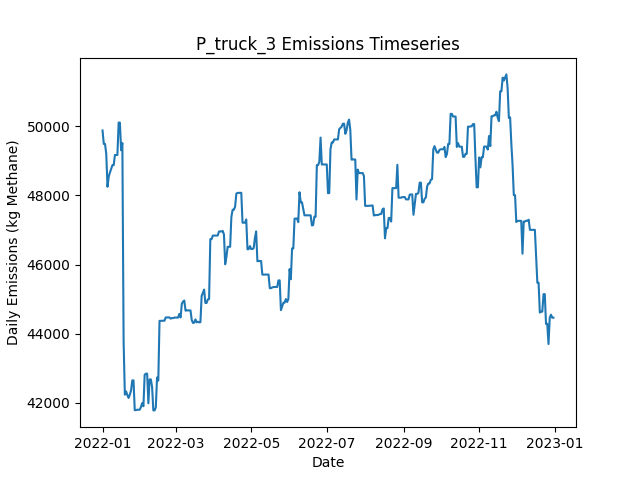 P_truck_3 Emissions Timeseries
Daily Emissions (kg Methane)
50000
48000
46000
44000
42000
2022-01 2022-03 2022-05 2022-07 2022-09 2022-11 2023-01
Date